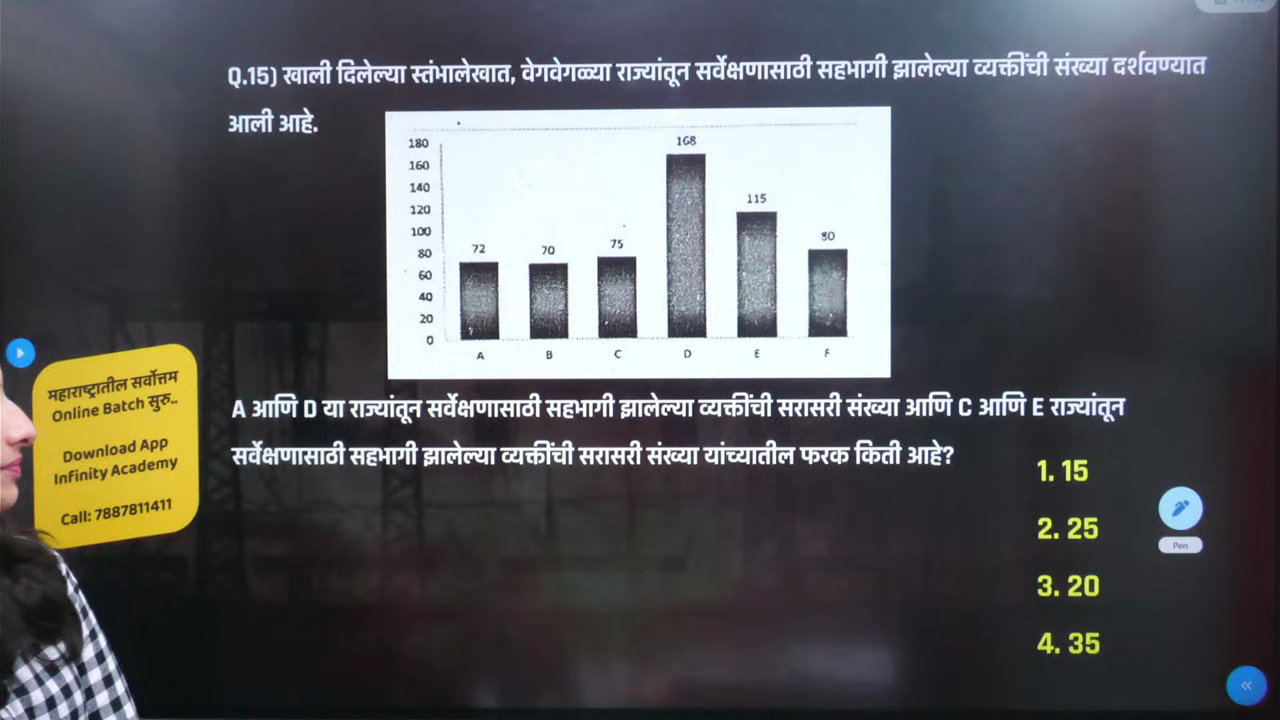 Q.15) खाली दिलेल्या स्तंभालेखात, वेगवेगळ्या राज्यांतून सर्वेक्षणासाठी सहभागी झालेल्या व्यक्तींची संख्या दर्शवण्यात
आली आहे.
180
160
140
120
100
80
60
40
20
0
72
70
75
168
115
80
A B C D E F
A आणि D या राज्यांतून सर्वेक्षणासाठी सहभागी झालेल्या व्यक्तींची सरासरी संख्या आणि C आणि E राज्यांतून
सर्वेक्षणासाठी सहभागी झालेल्या व्यक्तींची सरासरी संख्या यांच्यातील फरक किती आहे?
1. 15
2. 25
3. 20
4. 35
महाराष्ट्रातील सर्वोत्तम
Online Batch सुरु..
Download App
Infinity Academy
Call: 7887811411
Pen